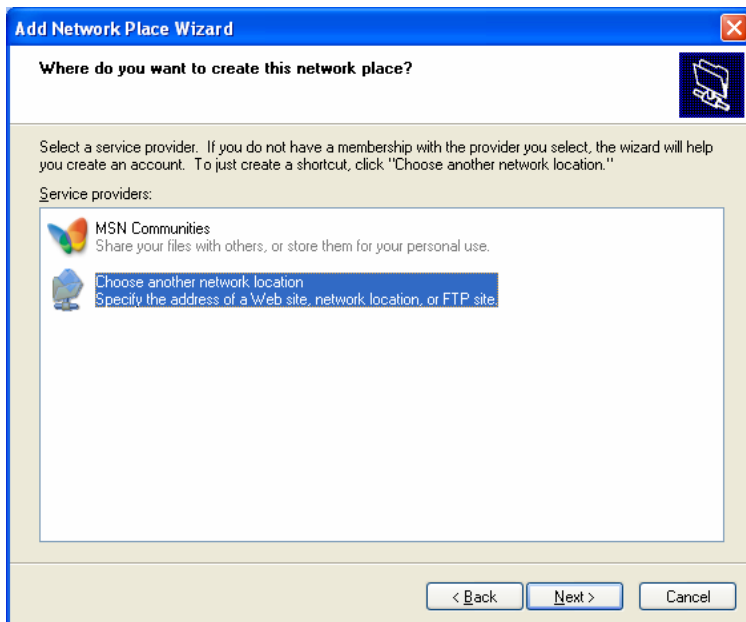 Add Network Place Wizard
Where do you want to create this network place?
Select a service provider. If you do not have a membership with the provider you select, the wizard will help
you create an account. To just create a shortcut, click "Choose another network location."
Service providers:
MSN Communities
Share your files with others, or store them for your personal use.
Choose another network location
Specify the address of a Web site, network location, or FTP site.
< Back Next > Cancel